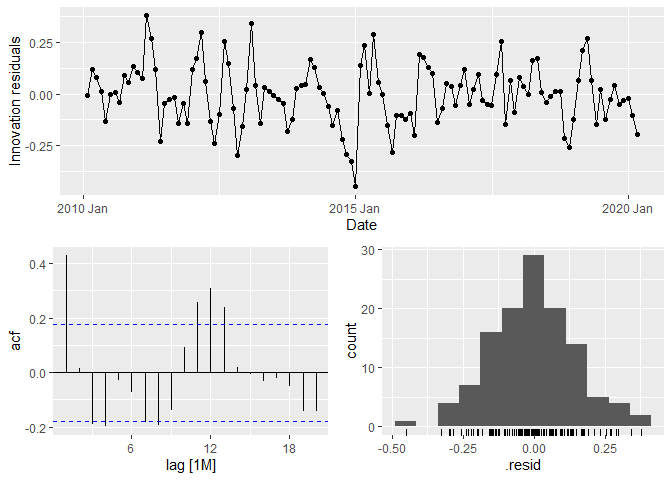 Innovation residuals
0.25
0.00
-0.25
2010 Jan
2015 Jan
2020 Jan
Date
acf
0.4
0.2
0.0
-0.2
6
12
18
lag [1M]
count
30
20
10
0
-0.50
-0.25
0.00
0.25
.resid